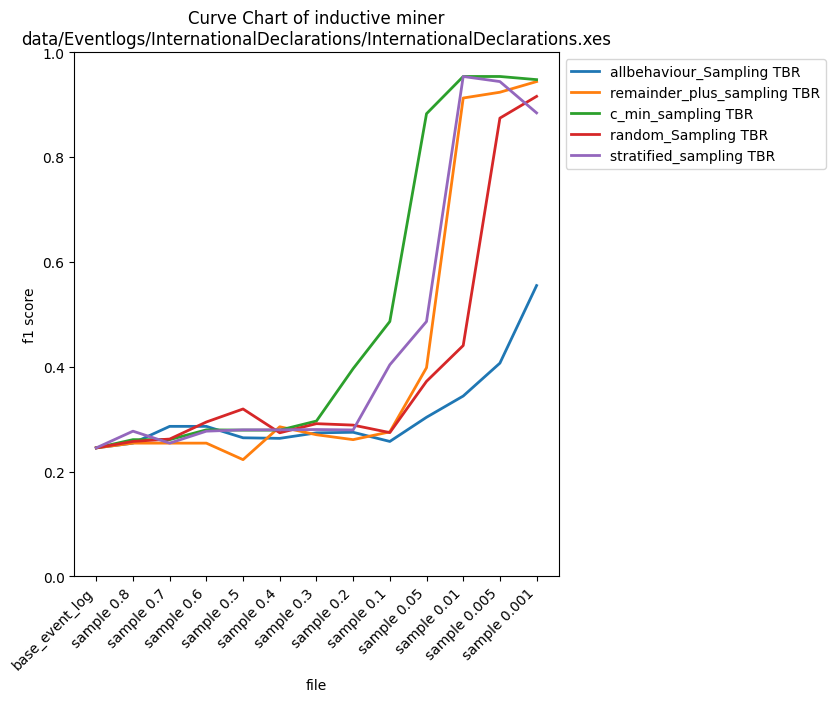 Curve Chart of inductive miner
data/Eventlogs/InternationalDeclarations/InternationalDeclarations.xes
1.0
0.8
0.6
0.4
0.2
0.0
f1 score
base_event_log
sample 0.8
sample 0.7
sample 0.6
sample 0.5
sample 0.4
sample 0.3
sample 0.2
sample 0.1
sample 0.05
sample 0.01
sample 0.005
sample 0.001
file
allbehaviour_Sampling TBR
remainder_plus_sampling TBR
c_min_sampling TBR
random_Sampling TBR
stratified_sampling TBR